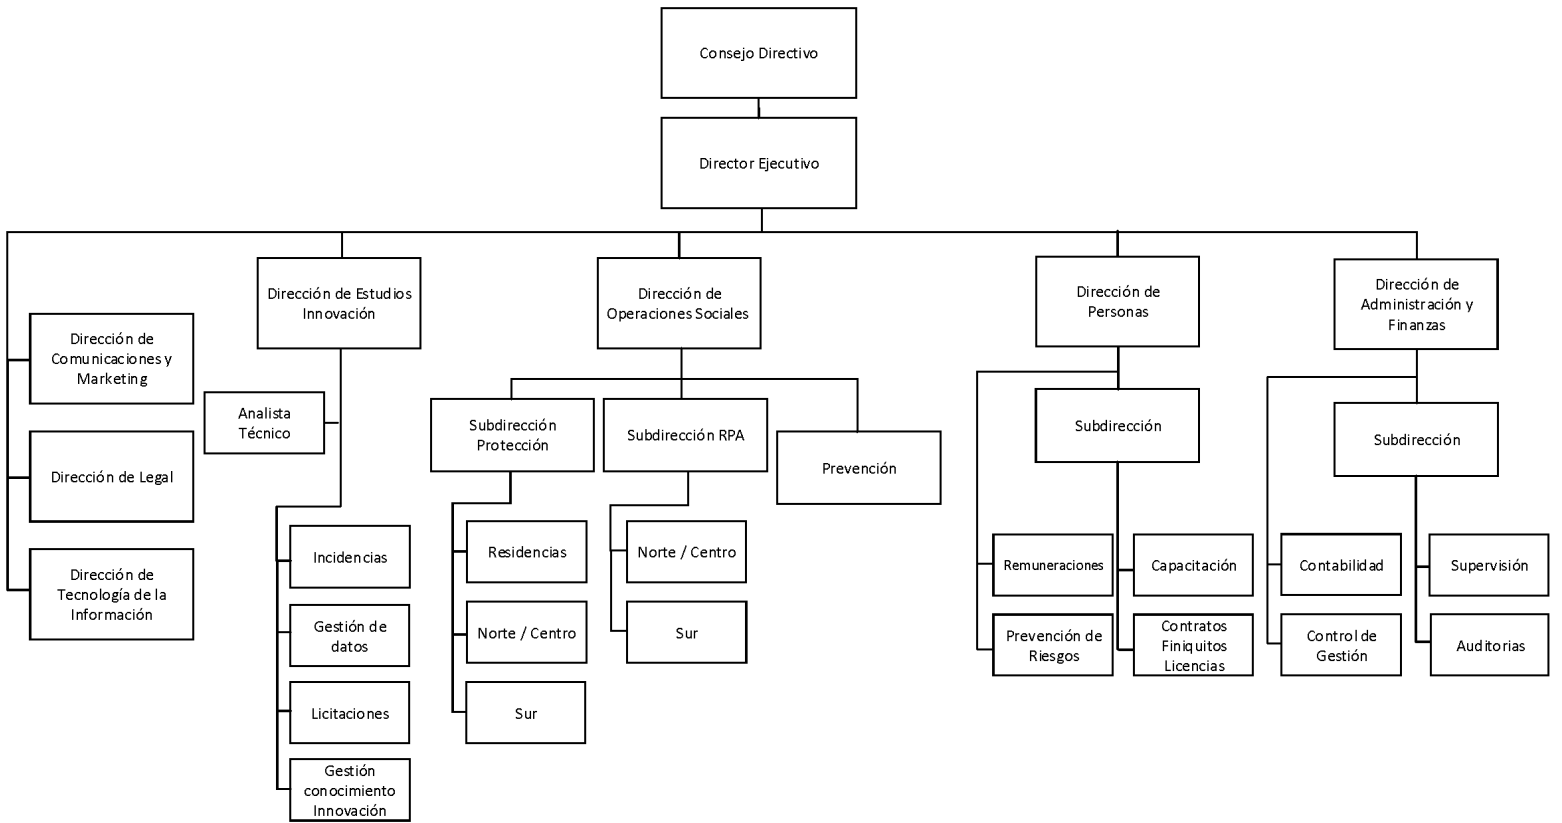 Consejo Directivo
Director Ejecutivo
Dirección de
Comunicaciones y
Marketing
Dirección de Legal
Dirección de
Tecnología de la
Información
Dirección de Estudios
Innovación
Analista
Técnico
Incidencias
Gestión de
datos
Licitaciones
Gestión
conocimiento
Innovación
Dirección de
Operaciones Sociales
Subdirección
Protección
Residencias
Norte / Centro
Sur
Subdirección RPA
Norte / Centro
Sur
Prevención
Dirección de
Personas
Subdirección
Remuneraciones
Prevención de
Riesgos
Capacitación
Contratos
Finiquitos
Licencias
Dirección de
Administración y
Finanzas
Subdirección
Contabilidad
Control de
Gestión
Supervisión
Auditorias